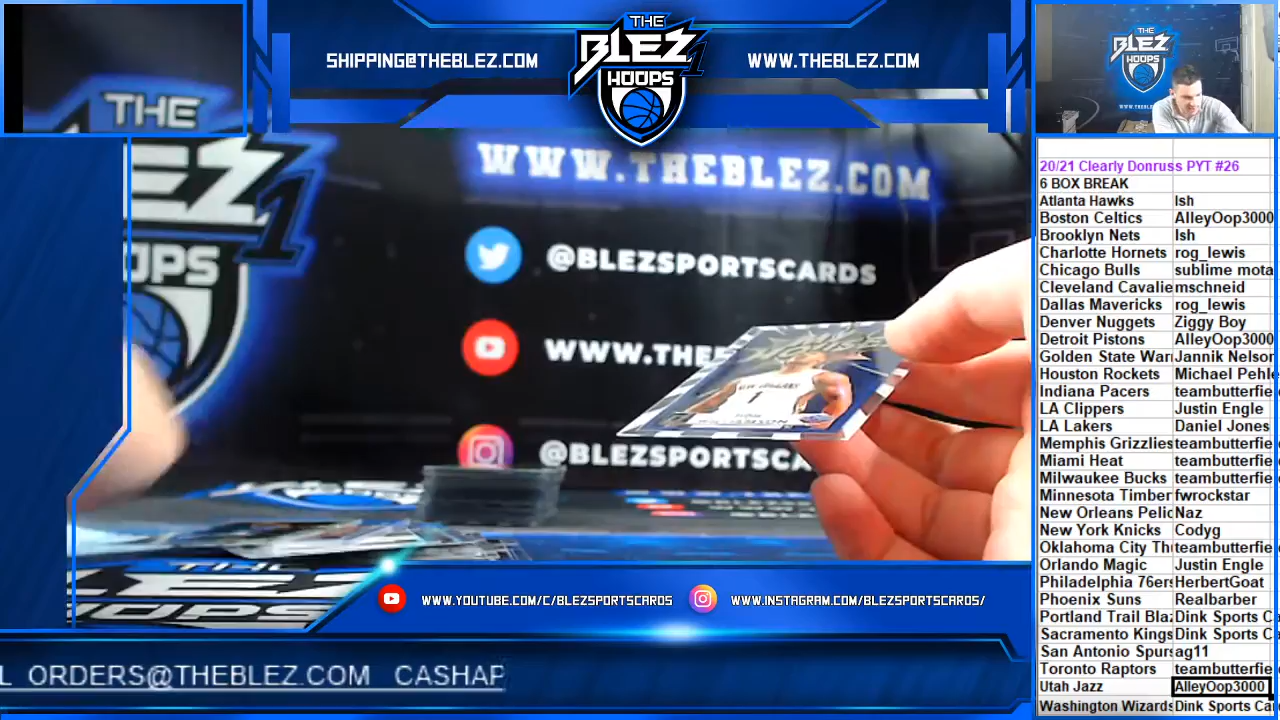 THE
BLEZ 1
HOOPS
SHIPPING@THEBLEZ.COM
WWW.THEBLEZ.COM
THE
WWW.THEBLEZ.COM
@BLEZSPORTSCARDS
@BLEZSPORTSCA
1
WWW.YOUTUBE.COM/C/BLEZSPORTSCARDS
WWW.INSTAGRAM.COM/BLEZSPORTSCARDS/
L ORDERS@THEBLEZ.COM CASHAP
THE
BLEZ
HOOPS
20/21 Clearly Donruss PYT #26
6 BOX BREAK
Atlanta Hawks Ish
Boston Celtics AlleyOop3000
Brooklyn Nets Ish
Charlotte Hornets rog_lewis
Chicago Bulls sublime mota
Cleveland Cavalie mschneid
Dallas Mavericks rog_lewis
Denver Nuggets Ziggy Boy
Detroit Pistons AlleyOop3000
Golden State War Jannik Nelson
Houston Rockets Michael Pehle
Indiana Pacers teambutterfie
LA Clippers Justin Engle
LA Lakers Daniel Jones
Memphis Grizzlies teambutterfie
Miami Heat teambutterfie
Milwaukee Bucks teambutterfie
Minnesota Timber fwrockstar
New Orleans Pelic Naz
New York Knicks Codyg
Oklahoma City Th teambutterfie
Orlando Magic Justin Engle
Philadelphia 76ers HerbertGoat
Phoenix Suns Realbarber
Portland Trail Blaz Dink Sports Ca
Sacramento Kings Dink Sports Ca
San Antonio Spurs ag11
Toronto Raptors teambutterfie
Utah Jazz AlleyOop3000
Washington Wizards Dink Sports Car